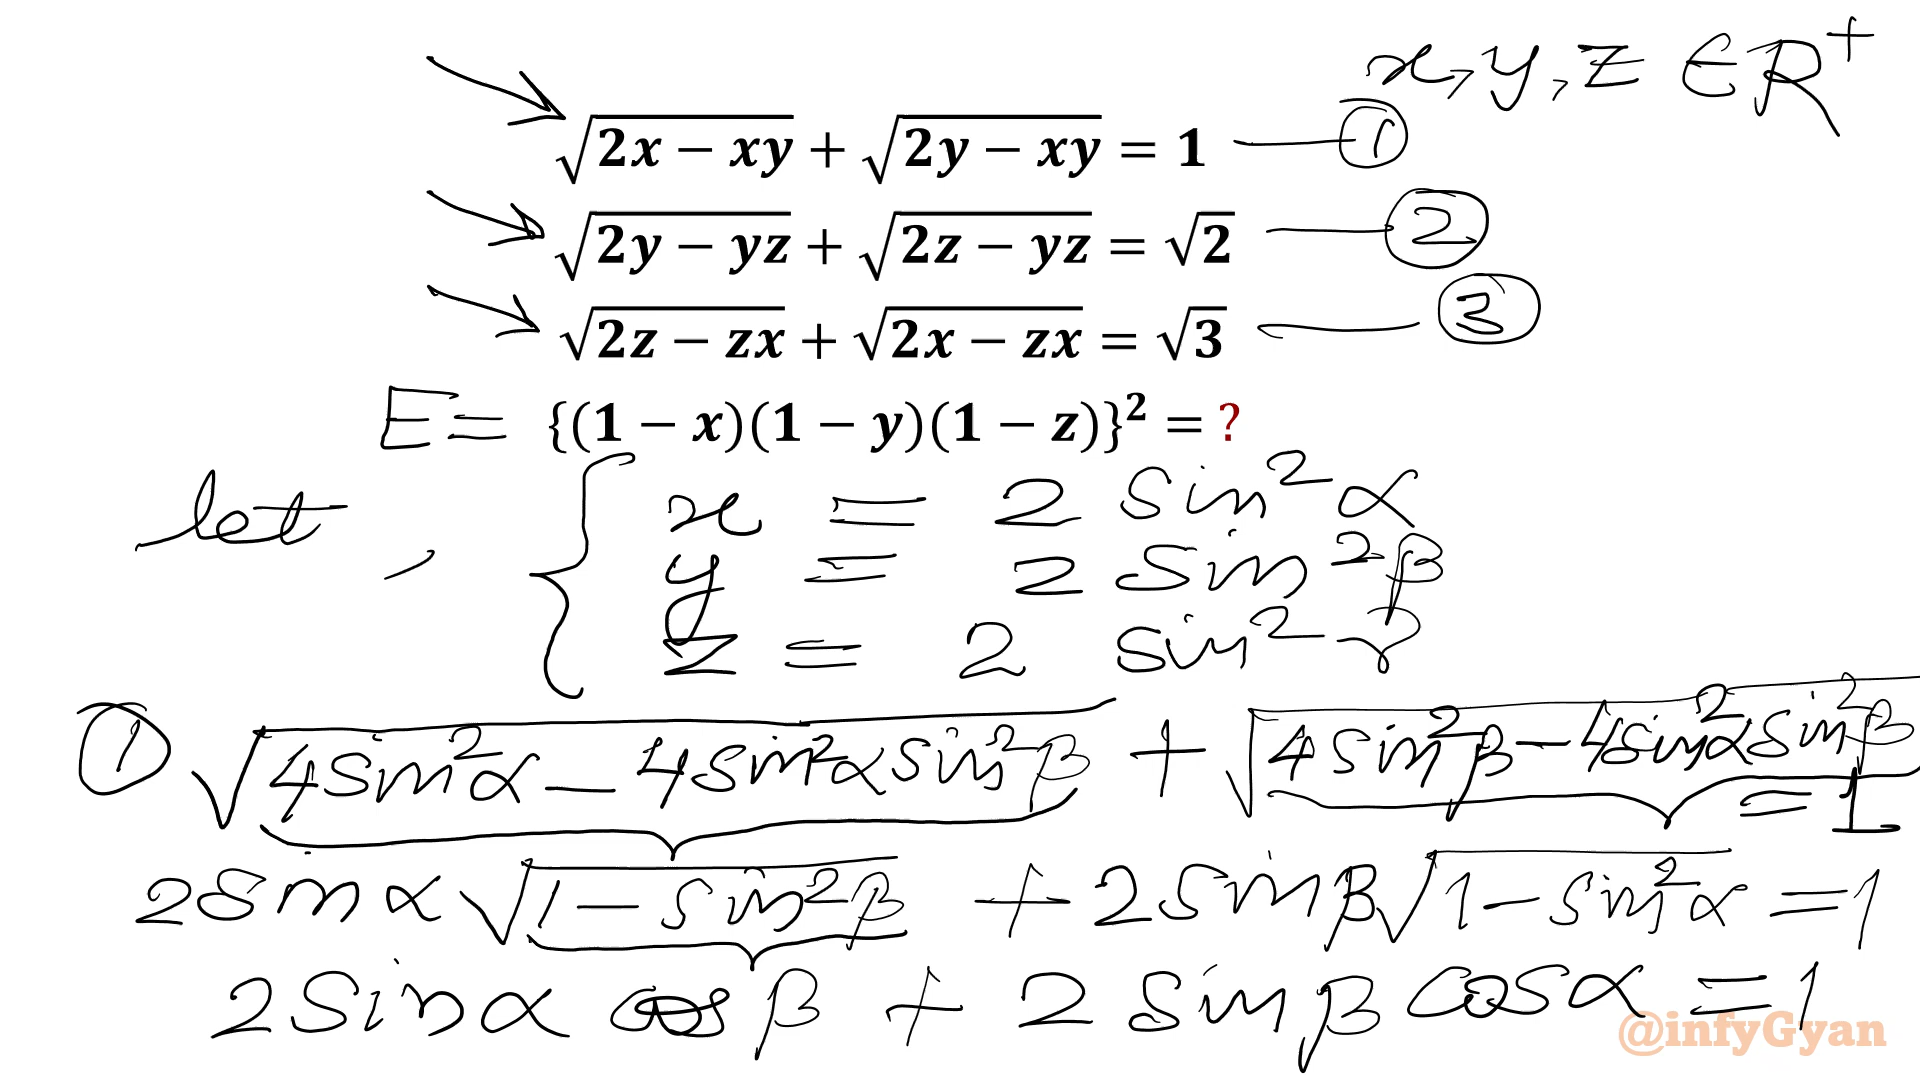 x, y, z ∈ R⁺
√(2x − xy) + √(2y − xy) = 1 — ①
√(2y − yz) + √(2z − yz) = √2 — ②
√(2z − zx) + √(2x − zx) = √3 — ③
E = {(1 − x)(1 − y)(1 − z)}² = ?
let, { x = 2 sin²α
y = 2 sin²β
z = 2 sin²γ
① √(4sin²α − 4sin²α sin²β) + √(4sin²β − 4sin²α sin²β) = 1
2sinα √(1 − sin²β) + 2sinβ √(1 − sin²α) = 1
2sinα cosβ + 2sinβ cosα = 1
@infyGyan